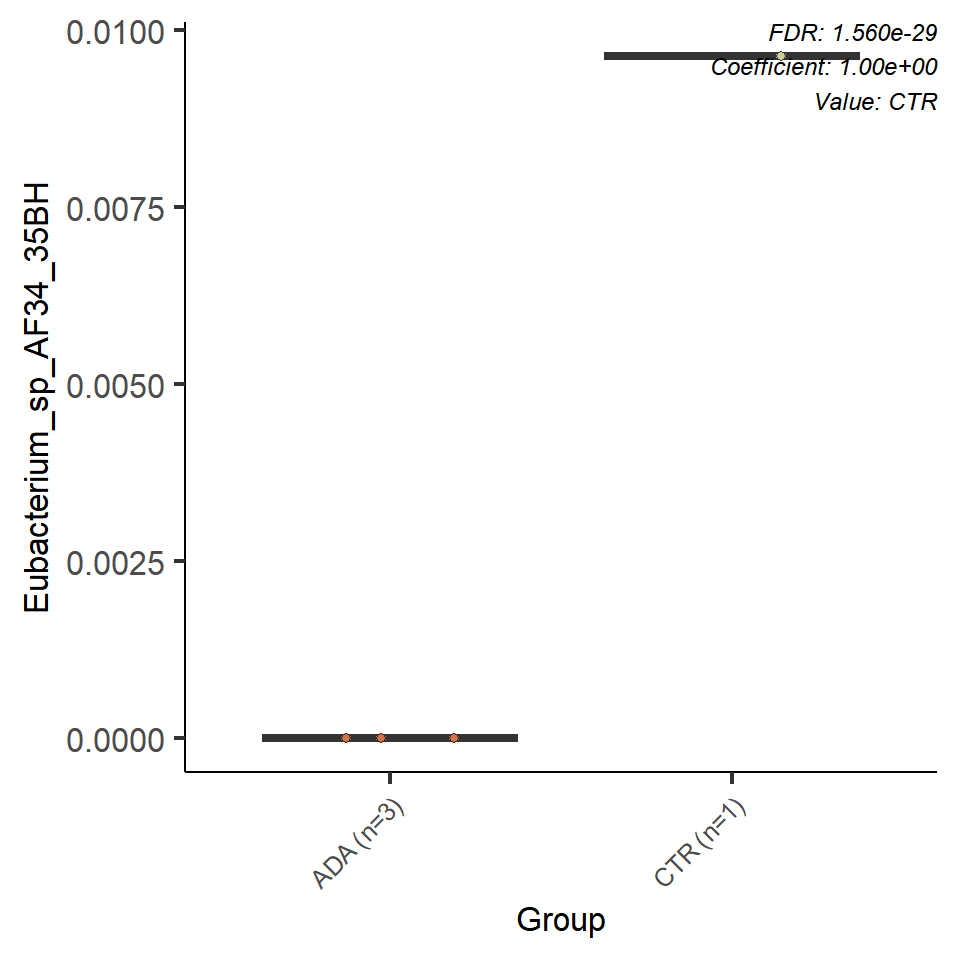 FDR: 1.560e-29
Coefficient: 1.00e+00
Value: CTR
0.0100
0.0075
0.0050
0.0025
0.0000
Eubacterium_sp_AF34_35BH
ADA (n=3)
CTR (n=1)
Group